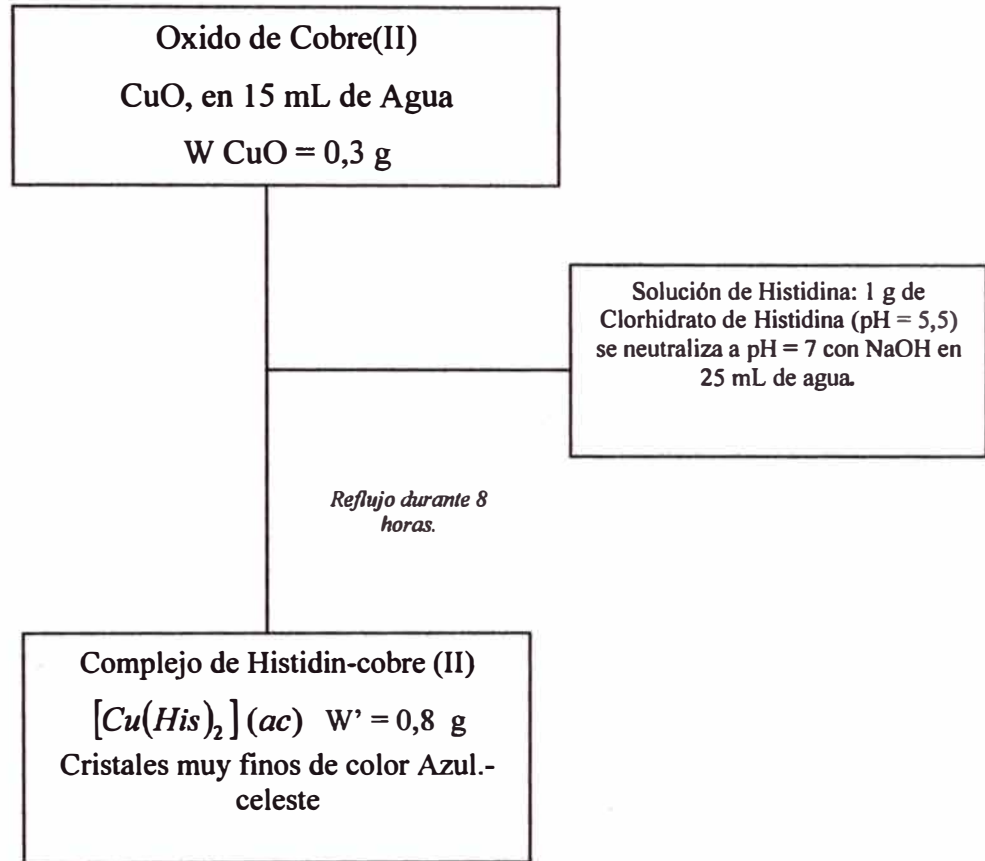 Oxido de Cobre(II)
CuO, en 15 mL de Agua
W CuO = 0,3 g
Solución de Histidina: 1 g de
Clorhidrato de Histidina (pH = 5,5)
se neutraliza a pH = 7 con NaOH en
25 mL de agua.
Reflujo durante 8
horas.
Complejo de Histidin-cobre (II)
[Cu(His)₂] (ac) W’ = 0,8 g
Cristales muy finos de color Azul.-
celeste